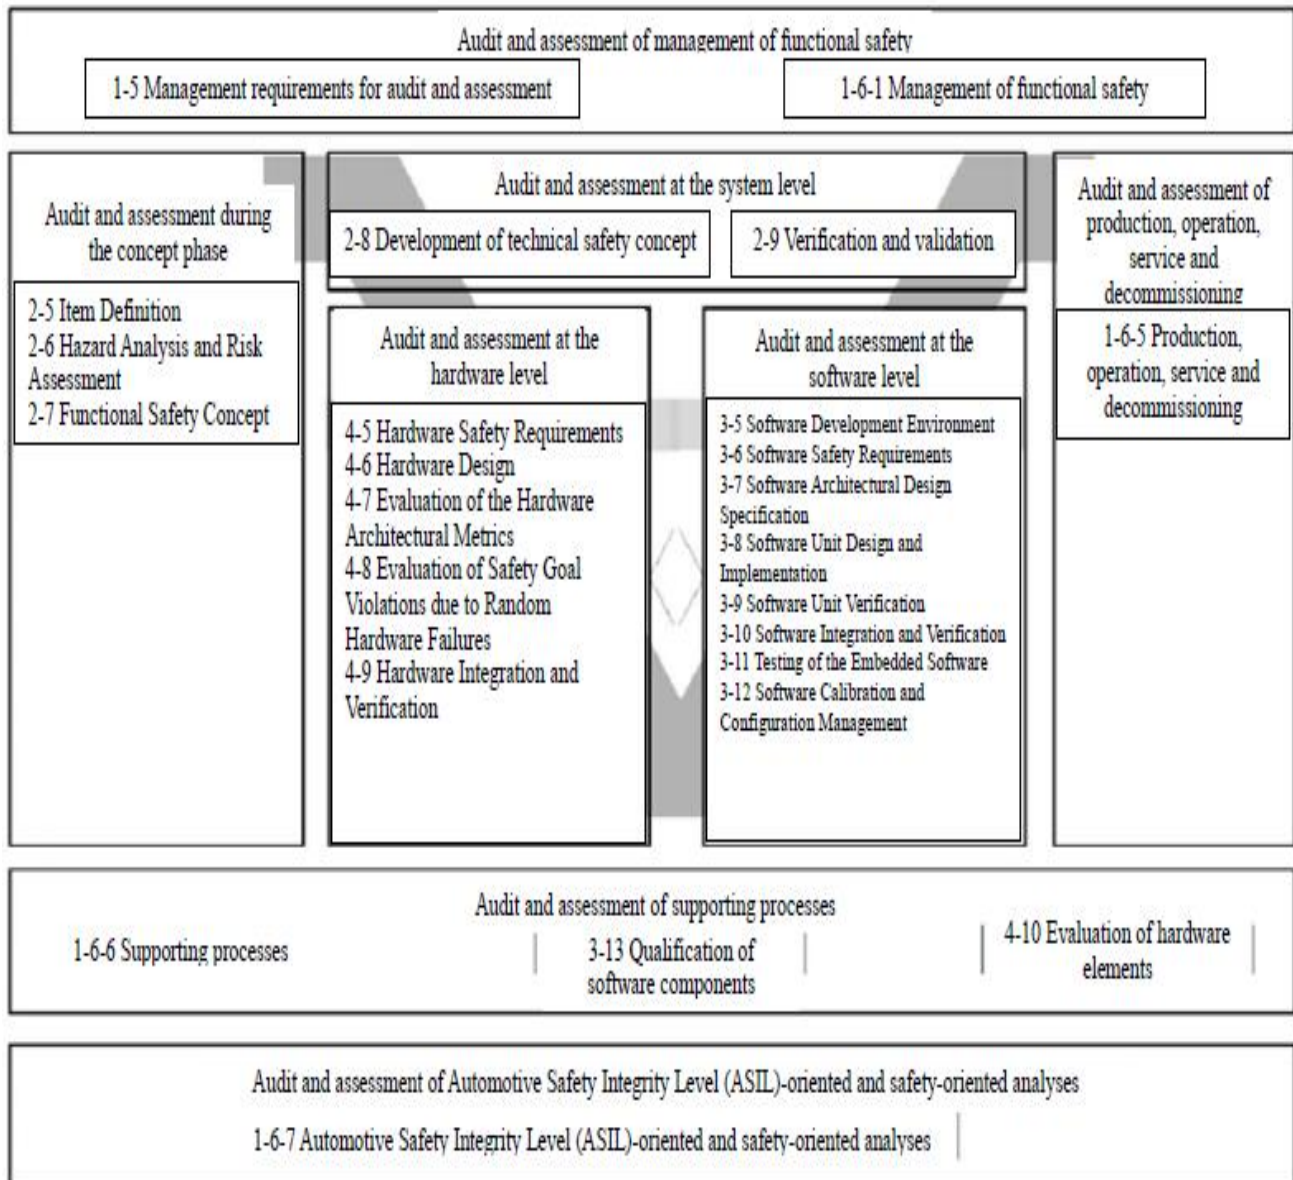 Audit and assessment of management of functional safety
1-5 Management requirements for audit and assessment
1-6-1 Management of functional safety
Audit and assessment during
the concept phase
2-5 Item Definition
2-6 Hazard Analysis and Risk
Assessment
2-7 Functional Safety Concept
Audit and assessment at the system level
2-8 Development of technical safety concept
2-9 Verification and validation
Audit and assessment at the
hardware level
4-5 Hardware Safety Requirements
4-6 Hardware Design
4-7 Evaluation of the Hardware
Architectural Metrics
4-8 Evaluation of Safety Goal
Violations due to Random
Hardware Failures
4-9 Hardware Integration and
Verification
Audit and assessment at the
software level
3-5 Software Development Environment
3-6 Software Safety Requirements
3-7 Software Architectural Design
Specification
3-8 Software Unit Design and
Implementation
3-9 Software Unit Verification
3-10 Software Integration and Verification
3-11 Testing of the Embedded Software
3-12 Software Calibration and
Configuration Management
Audit and assessment of
production, operation,
service and
decommissioning
1-6-5 Production,
operation, service and
decommissioning
Audit and assessment of supporting processes
1-6-6 Supporting processes
3-13 Qualification of
software components
4-10 Evaluation of hardware
elements
Audit and assessment of Automotive Safety Integrity Level (ASIL)-oriented and safety-oriented analyses
1-6-7 Automotive Safety Integrity Level (ASIL)-oriented and safety-oriented analyses